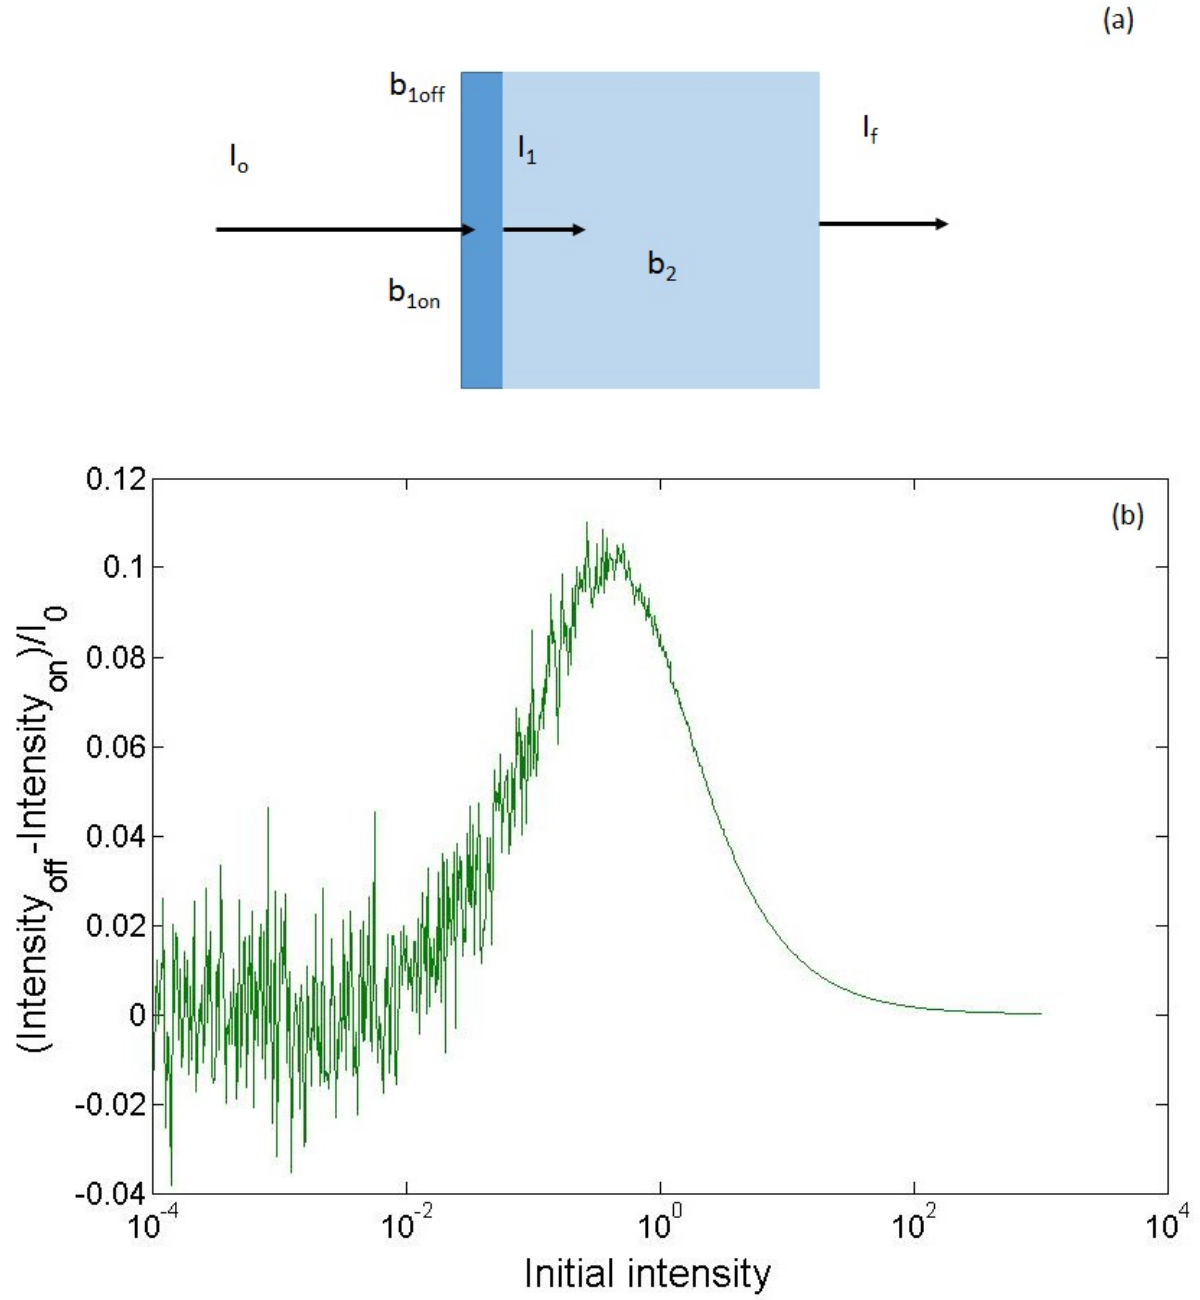 (a)
b1off
Io
I1
If
b2
b1on
(b)
0.12
0.1
0.08
0.06
0.04
0.02
0
-0.02
-0.04
(Intensityoff-Intensityon)/I0
10-4
10-2
100
102
104
Initial intensity